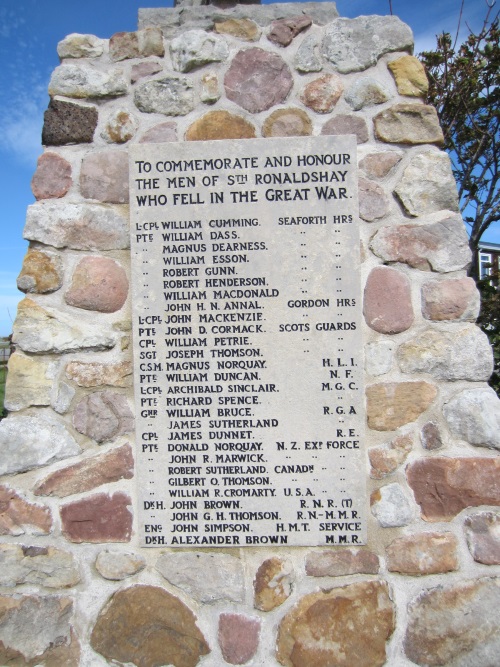 TO COMMEMORATE AND HONOUR
THE MEN OF STH RONALDSHAY
WHO FELL IN THE GREAT WAR.
L-CPL WILLIAM CUMMING. SEAFORTH HRS
PTE WILLIAM DASS. " "
" MAGNUS DEARNESS. " "
" WILLIAM ESSON. " "
" ROBERT GUNN. " "
" ROBERT HENDERSON. " "
" WILLIAM MACDONALD " "
" JOHN H. ANNAL. GORDON HRS
L-CPL JOHN MACKENZIE. " "
PTE JOHN D. CORMACK. SCOTS GUARDS
CPL WILLIAM PETRIE. " "
SGT JOSEPH THOMSON. " "
C.S.M. MAGNUS NORQUAY. H. L. I.
PTE WILLIAM DUNCAN. N. F.
L-CPL ARCHIBALD SINCLAIR. M. G. C.
PTE RICHARD SPENCE. "
GNR WILLIAM BRUCE. R. G. A
" JAMES SUTHERLAND "
CPL JAMES DUNNET. R. E.
PTE DONALD NORQUAY. N. Z. EXP. FORCE
" JOHN R. MARWICK. " " "
" ROBERT SUTHERLAND. CANADN " "
" GILBERT O. THOMSON. " " "
" WILLIAM R. CROMARTY. U. S. A. " "
DKH. JOHN BROWN. R. N. R. (T)
" JOHN G. H. THOMSON. R. N. - M. M. R.
ENG JOHN SIMPSON. H. M. T. SERVICE
DKH. ALEXANDER BROWN M. M. R.